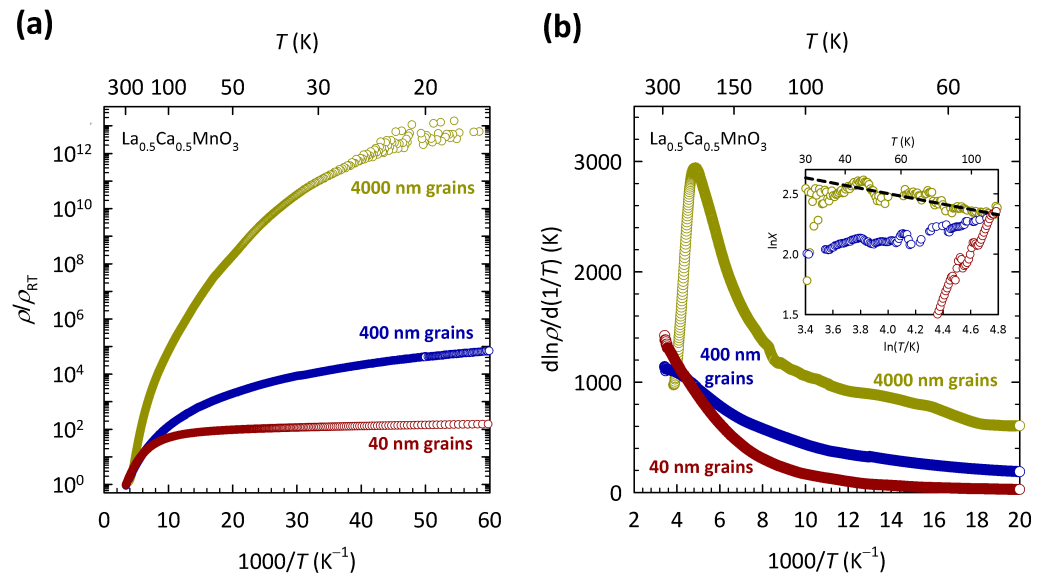 (a)
T (K)
300 100 50 30 20
La0.5Ca0.5MnO3
4000 nm grains
400 nm grains
40 nm grains
10^12
10^10
10^8
10^6
10^4
10^2
10^0
ρ/ρRT
0 10 20 30 40 50 60
1000/T (K−1)
(b)
T (K)
300 150 100 60
La0.5Ca0.5MnO3
3000
2000
1000
0
dlnρ/d(1/T) (K)
T (K)
30 40 60 100
2.5
2.0
1.5
lnX
3.4 3.6 3.8 4.0 4.2 4.4 4.6 4.8
ln(T/K)
400 nm
grains
4000 nm grains
40 nm grains
2 4 6 8 10 12 14 16 18 20
1000/T (K−1)